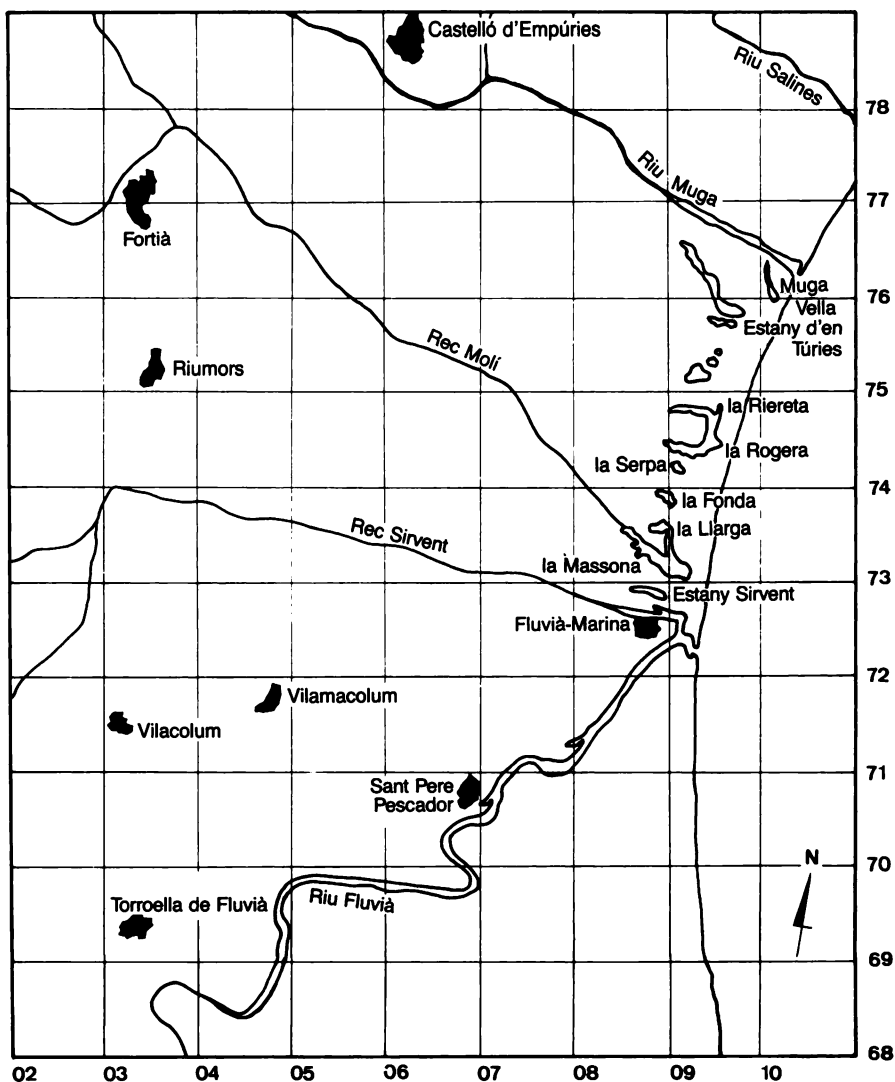 Castelló d'Empúries
Riu Salines
78
Riu Muga
77
Fortià
Muga
Vella
76
Estany d'en
Túries
Rec Molí
Riumors
75
la Riereta
la Rogera
la Serpa
74
la Fonda
la Llarga
Rec Sirvent
la Massona
73
Estany Sirvent
Fluvià-Marina
72
Vilamacolum
Vilacolum
71
Sant Pere
Pescador
70
N
Riu Fluvià
Torroella de Fluvià
69
68
02 03 04 05 06 07 08 09 10